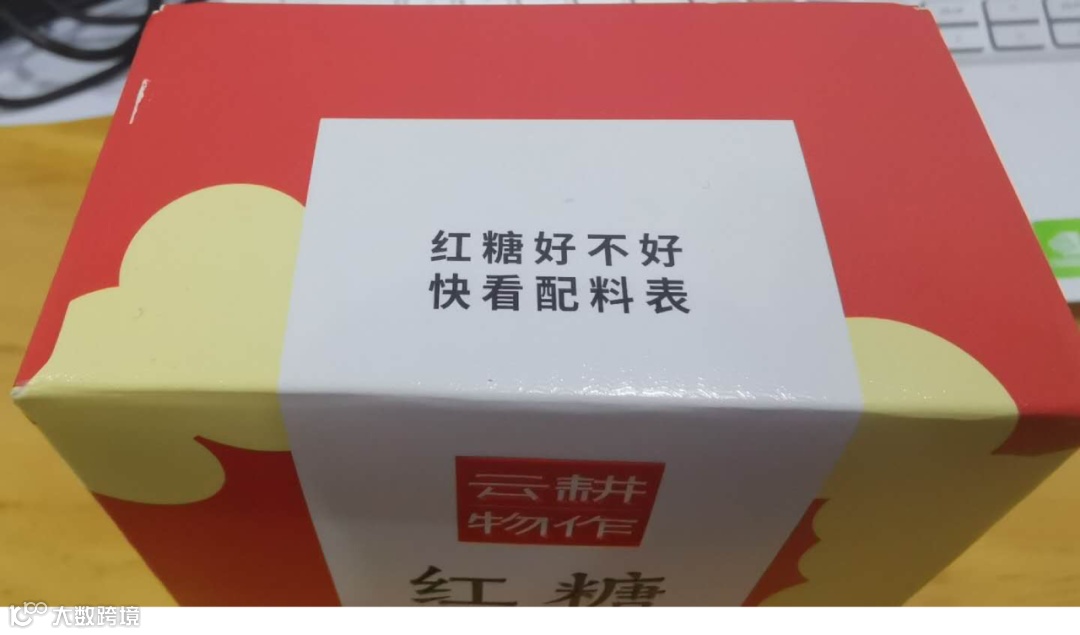 红糖好不好
快看配料表
云耕
物作
红糖
大数跨境